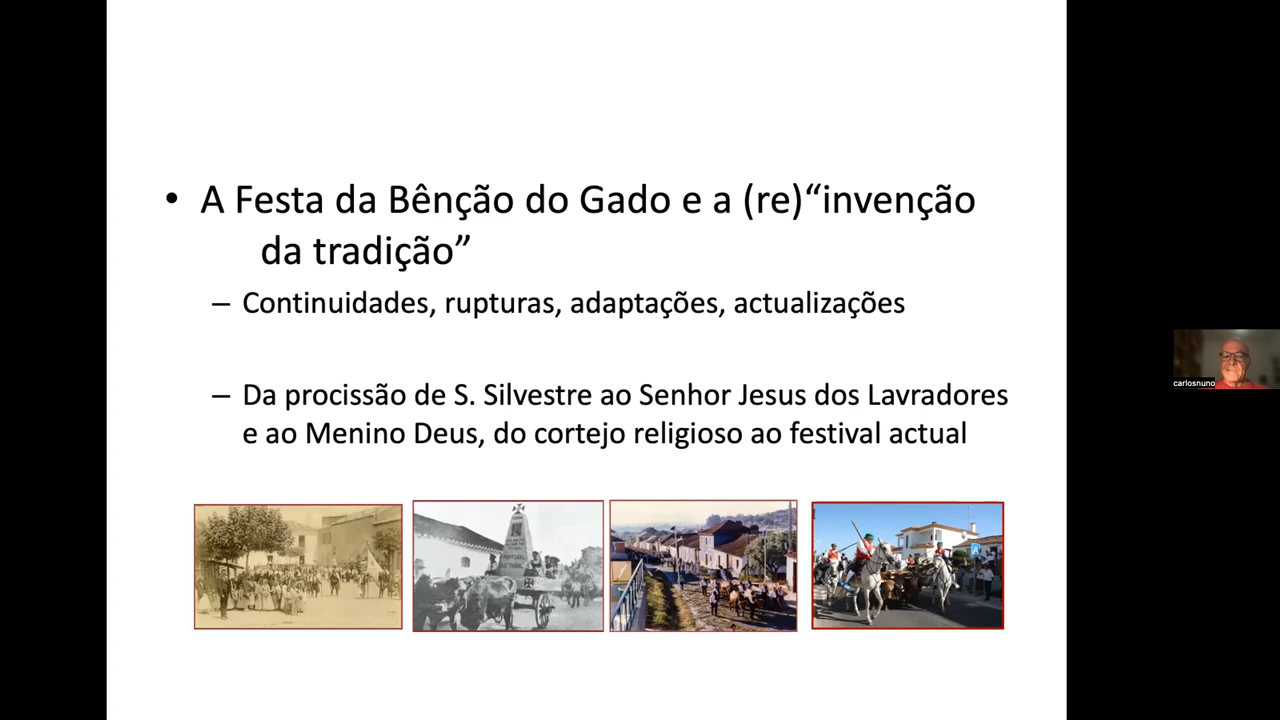 • A Festa da Bênção do Gado e a (re)“invenção
da tradição”
– Continuidades, rupturas, adaptações, actualizações
– Da procissão de S. Silvestre ao Senhor Jesus dos Lavradores
e ao Menino Deus, do cortejo religioso ao festival actual
PORTUGAL
carlosnuno